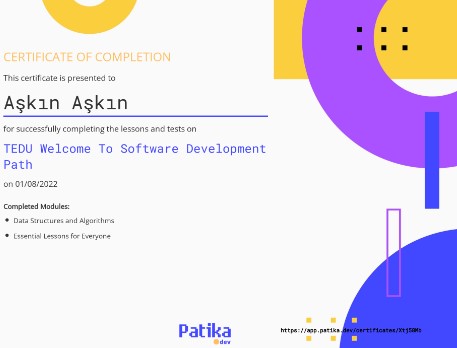 CERTIFICATE OF COMPLETION
This certificate is presented to
Aşkın Aşkın
for successfully completing the lessons and tests on
TEDU Welcome To Software Development
Path
on 01/08/2022
Completed Modules:
Data Structures and Algorithms
Essential Lessons for Everyone
Patika
dev
https://app.patika.dev/certificates/Xtj58Mb